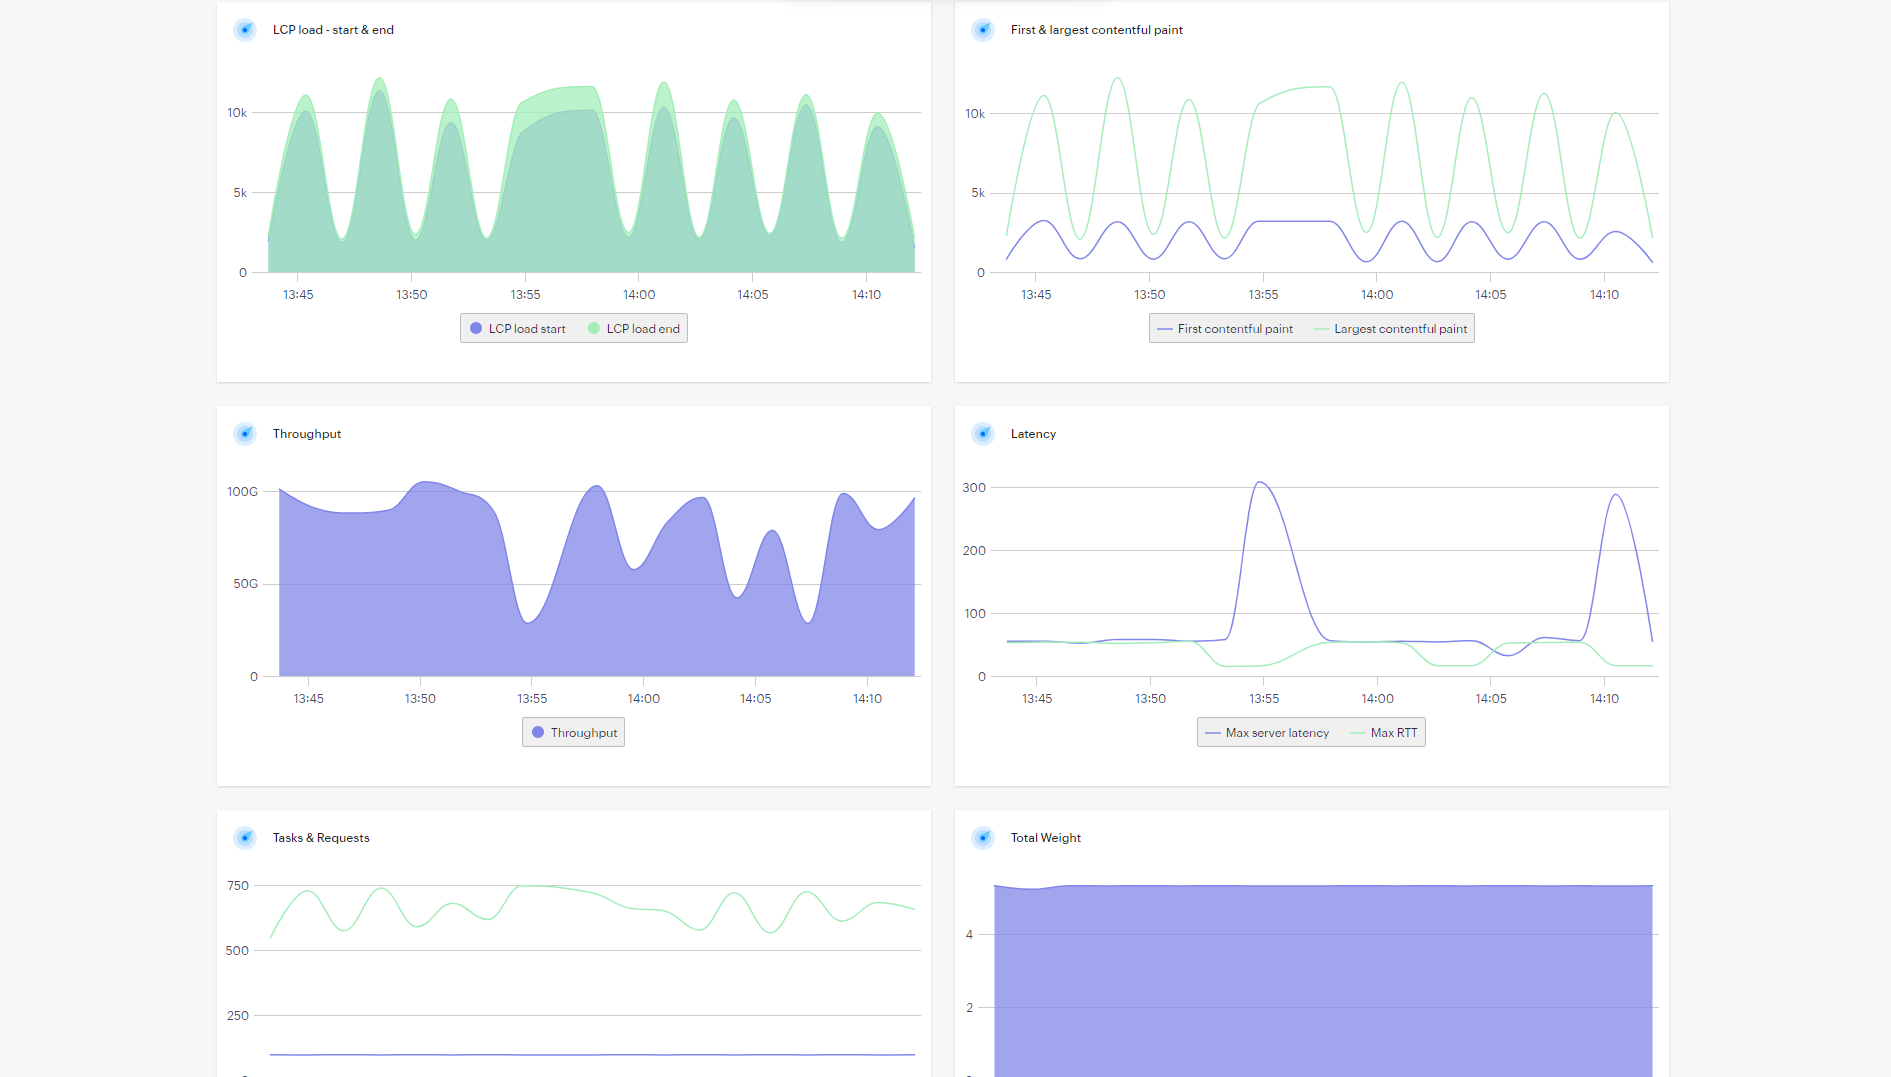 LCP load - start & end
10k
5k
0
13:45 13:50 13:55 14:00 14:05 14:10
LCP load start LCP load end
First & largest contentful paint
10k
5k
0
13:45 13:50 13:55 14:00 14:05 14:10
First contentful paint Largest contentful paint
Throughput
100G
50G
0
13:45 13:50 13:55 14:00 14:05 14:10
Throughput
Latency
300
200
100
0
13:45 13:50 13:55 14:00 14:05 14:10
Max server latency Max RTT
Tasks & Requests
750
500
250
Total Weight
4
2